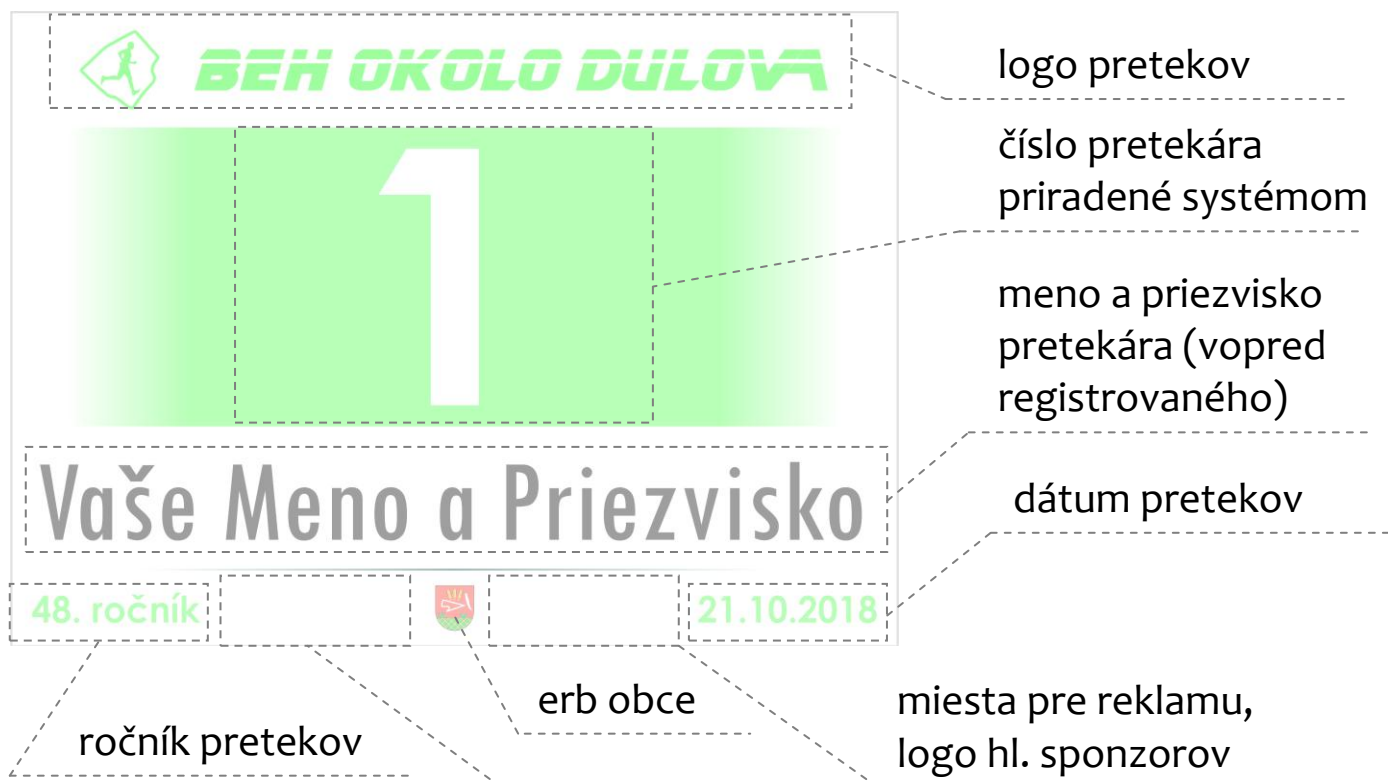 BEH OKOLO DULOVA
logo pretekov
1
číslo pretekára
priradené systémom
meno a priezvisko
pretekára (vopred
registrovaného)
Vaše Meno a Priezvisko
dátum pretekov
48. ročník
21.10.2018
erb obce
miesta pre reklamu,
logo hl. sponzorov
ročník pretekov